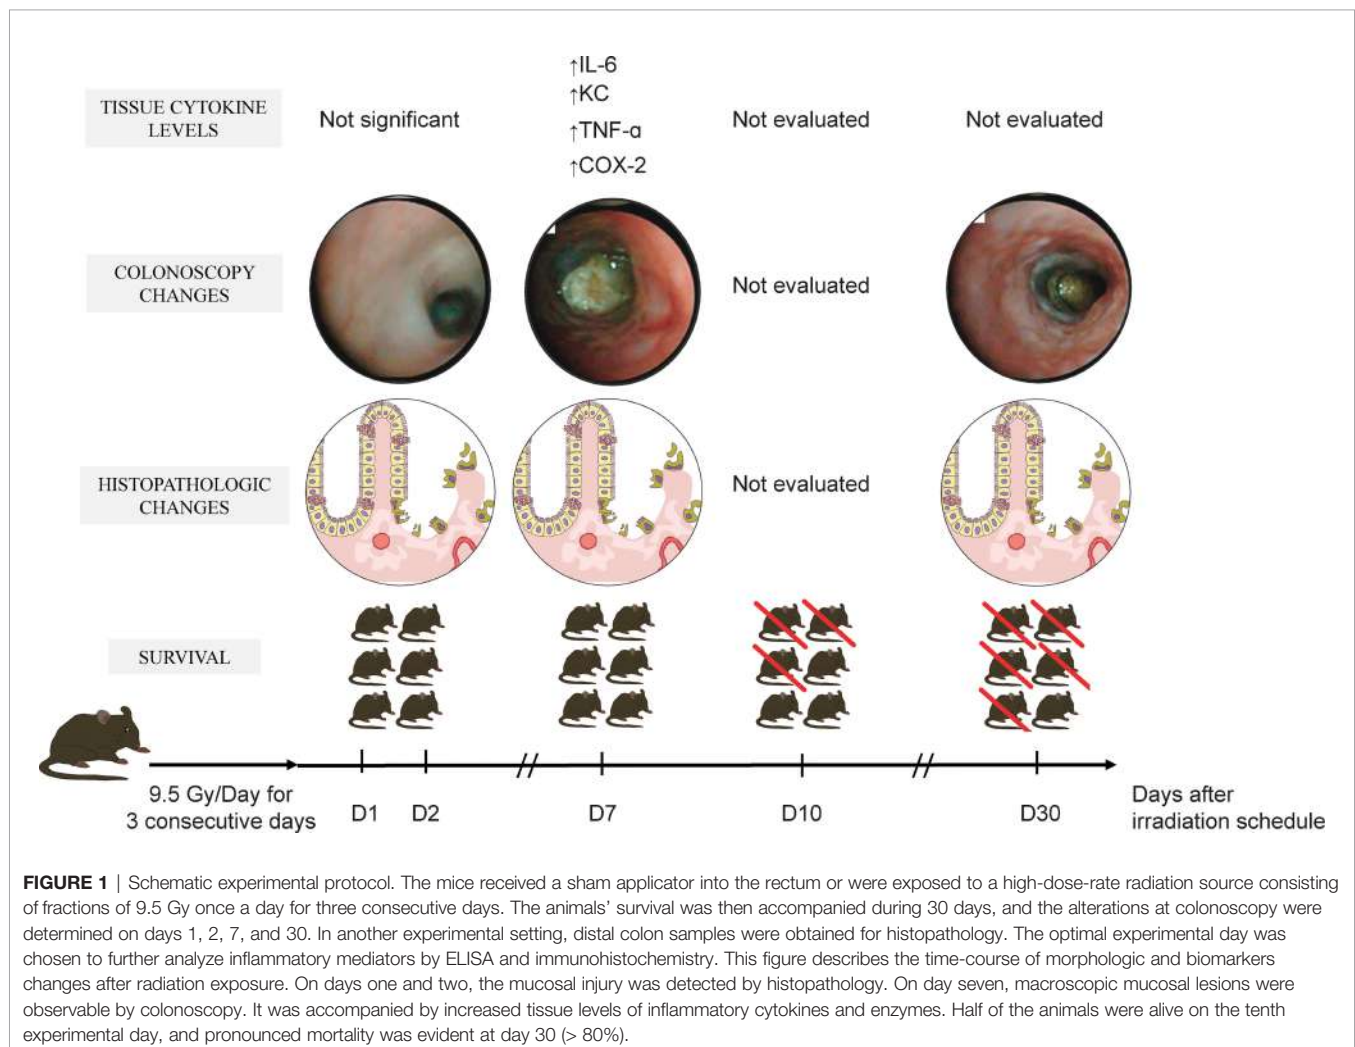 TISSUE CYTOKINE
LEVELS
Not significant
↑IL-6
↑KC
↑TNF-α
↑COX-2
Not evaluated
Not evaluated
COLONOSCOPY
CHANGES
Not evaluated
HISTOPATHOLOGIC
CHANGES
Not evaluated
SURVIVAL
9.5 Gy/Day for
3 consecutive days
D1
D2
D7
D10
D30
Days after
irradiation schedule
FIGURE 1 | Schematic experimental protocol. The mice received a sham applicator into the rectum or were exposed to a high-dose-rate radiation source consisting
of fractions of 9.5 Gy once a day for three consecutive days. The animals’ survival was then accompanied during 30 days, and the alterations at colonoscopy were
determined on days 1, 2, 7, and 30. In another experimental setting, distal colon samples were obtained for histopathology. The optimal experimental day was
chosen to further analyze inflammatory mediators by ELISA and immunohistochemistry. This figure describes the time-course of morphologic and biomarkers
changes after radiation exposure. On days one and two, the mucosal injury was detected by histopathology. On day seven, macroscopic mucosal lesions were
observable by colonoscopy. It was accompanied by increased tissue levels of inflammatory cytokines and enzymes. Half of the animals were alive on the tenth
experimental day, and pronounced mortality was evident at day 30 (> 80%).